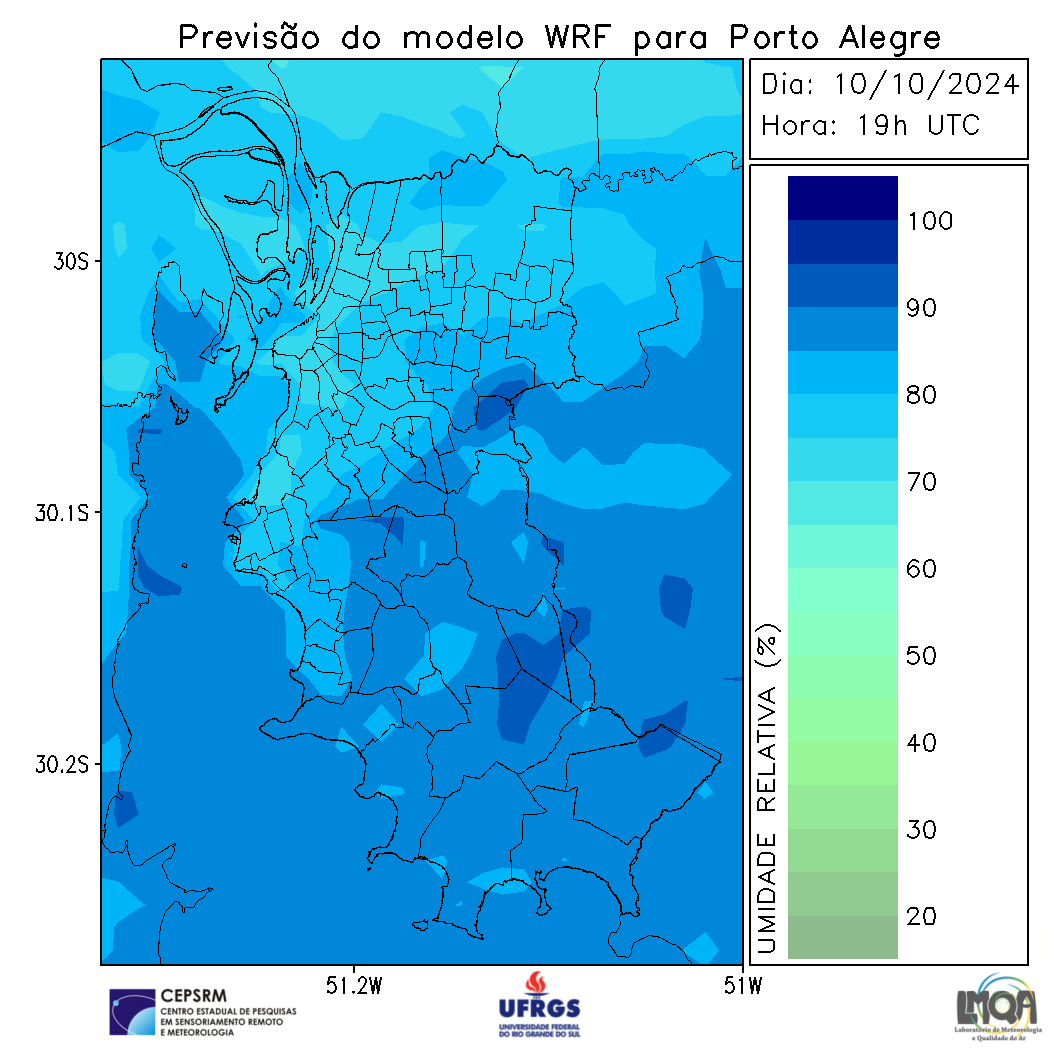 Previsão do modelo WRF para Porto Alegre
Dia: 10/10/2024
Hora: 19h UTC
30S
30.1S
30.2S
51.2W
51W
100
90
80
70
60
50
40
30
20
UMIDADE RELATIVA (%)
CEPSRM
CENTRO ESTADUAL DE PESQUISAS
EM SENSORIAMENTO REMOTO
E METEOROLOGIA
UFRGS
UNIVERSIDADE FEDERAL
DO RIO GRANDE DO SUL
LMQA
Laboratório de Meteorologia
e Qualidade do Ar